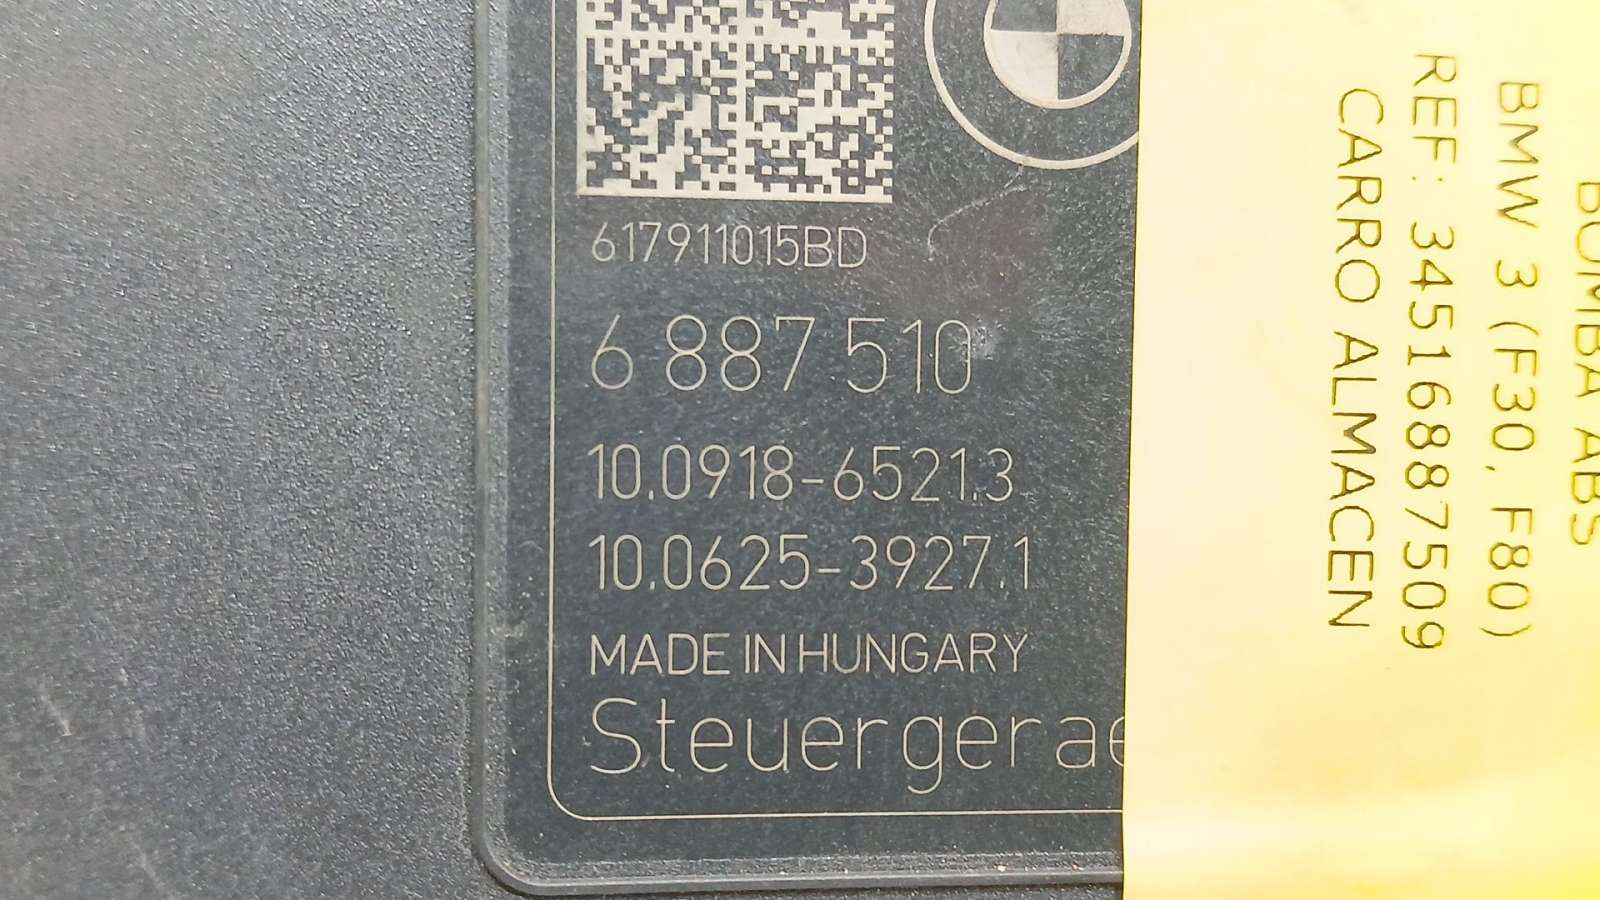 617911015BD
6 887 510
10.0918-6521.3
10.0625-3927.1
MADE IN HUNGARY
Steuergerae
BOMBA ABS
BMW 3 (F30, F80)
REF: 34516887509
CARRO ALMACEN